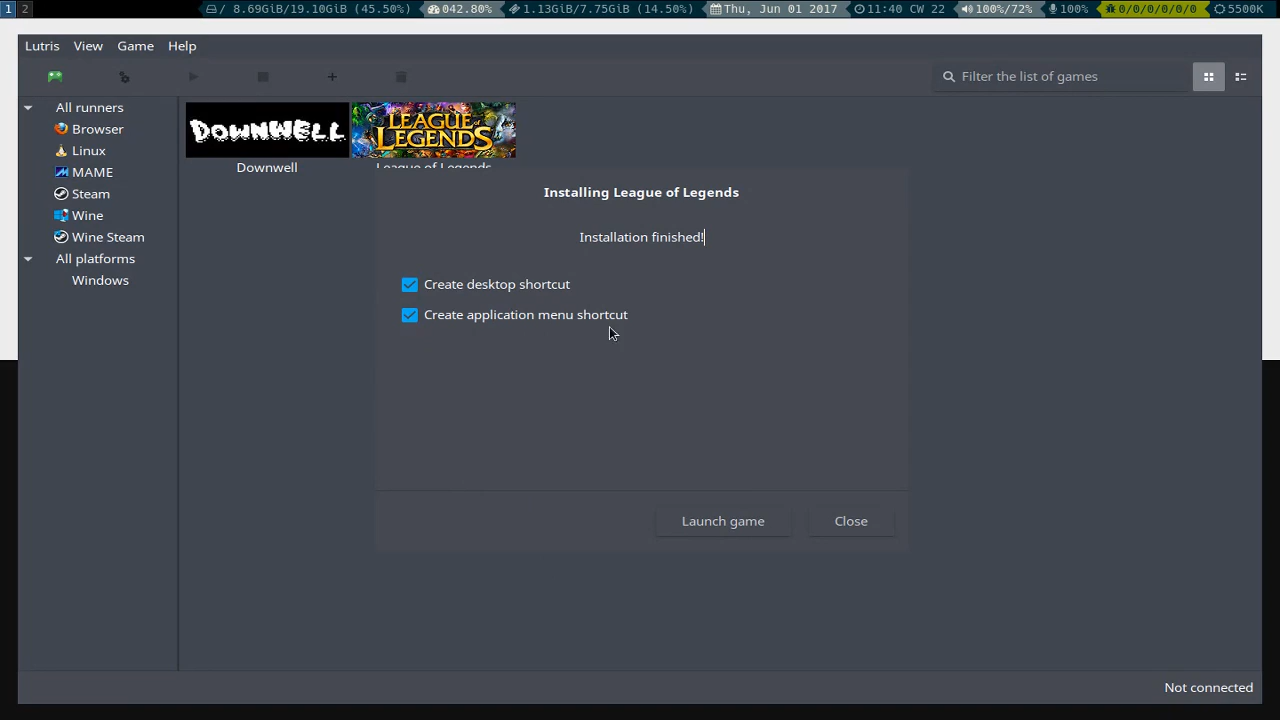 1 2 / 8.69GiB/19.10GiB (45.50%) 042.80% 1.13GiB/7.75GiB (14.50%) Thu, Jun 01 2017 11:40 CW 22 100%/72% 100% 0/0/0/0/0/0 5500K
Lutris View Game Help
Filter the list of games
All runners
Browser
Linux
MAME
Steam
Wine
Wine Steam
All platforms
Windows
DOWNWELL
LEAGUE of
LEGENDS
Downwell
League of Legends
Installing League of Legends
Installation finished!
Create desktop shortcut
Create application menu shortcut
Launch game Close
Not connected